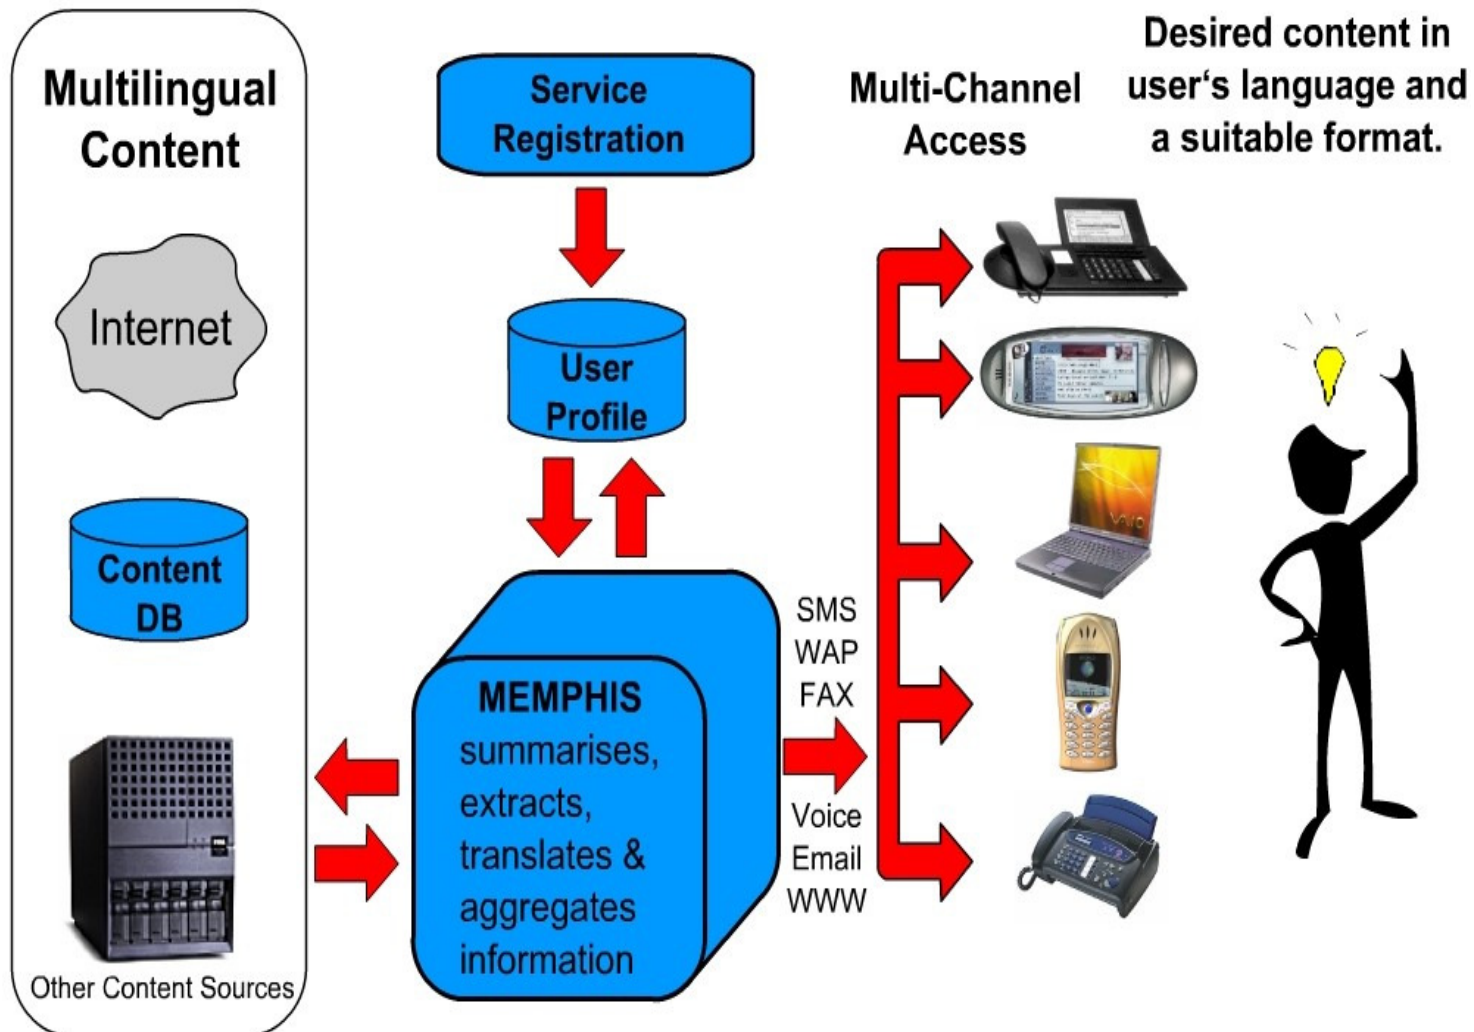 Multilingual
Content
Internet
Content
DB
Other Content Sources
Service
Registration
User
Profile
MEMPHIS
summarises,
extracts,
translates &
aggregates
information
SMS
WAP
FAX
Voice
Email
WWW
Multi-Channel
Access
VAIO
Desired content in
user‘s language and
a suitable format.